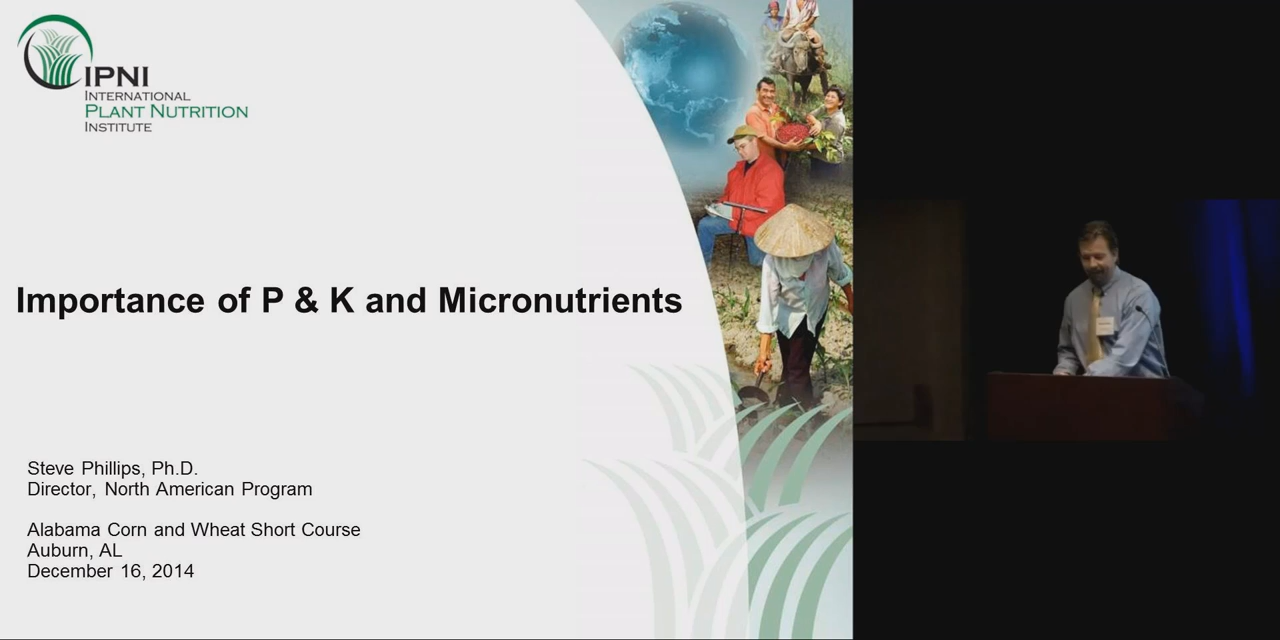 IPNI
INTERNATIONAL
PLANT NUTRITION
INSTITUTE
Importance of P & K and Micronutrients
Steve Phillips, Ph.D.
Director, North American Program
Alabama Corn and Wheat Short Course
Auburn, AL
December 16, 2014